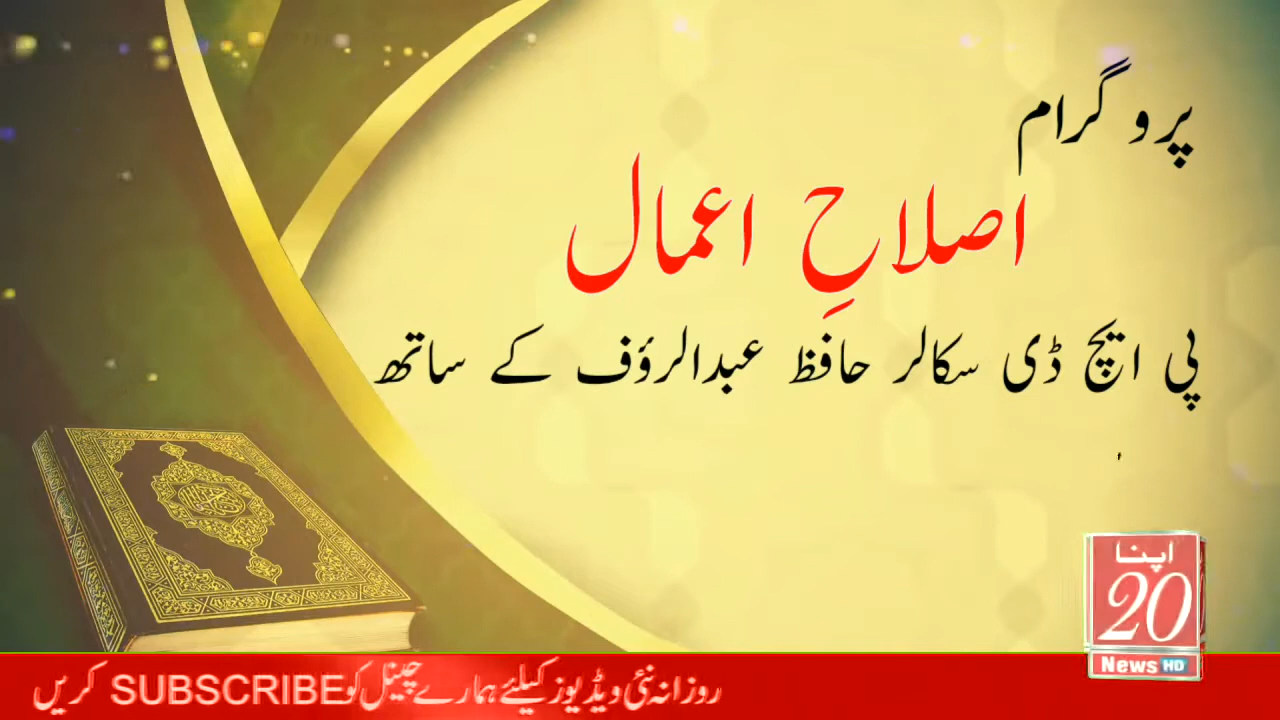 پروگرام
اصلاحِ اعمال
پی ایچ ڈی سکالر حافظ عبدالرؤف کے ساتھ
اپنا
20
News HD
روزانہ نئی ویڈیوز کیلئے ہمارے چینل کو SUBSCRIBE کریں